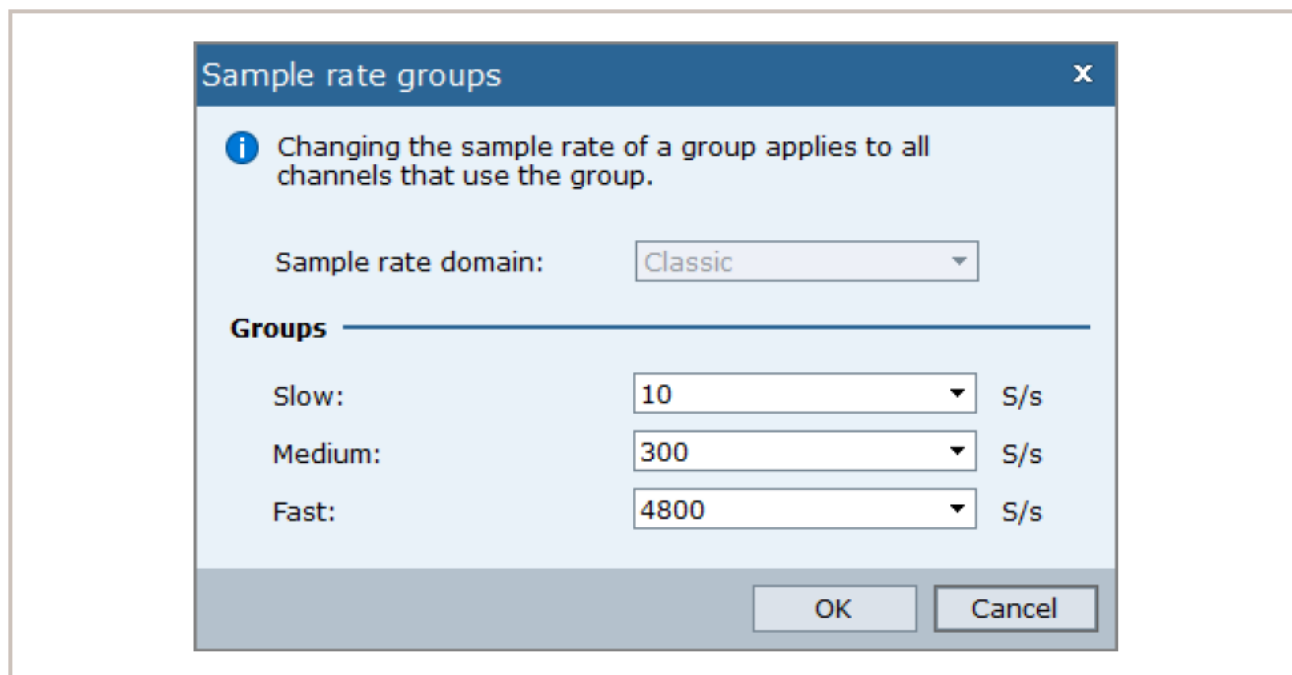 Sample rate groups x
i Changing the sample rate of a group applies to all
channels that use the group.
Sample rate domain: Classic
Groups
Slow: 10 S/s
Medium: 300 S/s
Fast: 4800 S/s
OK Cancel